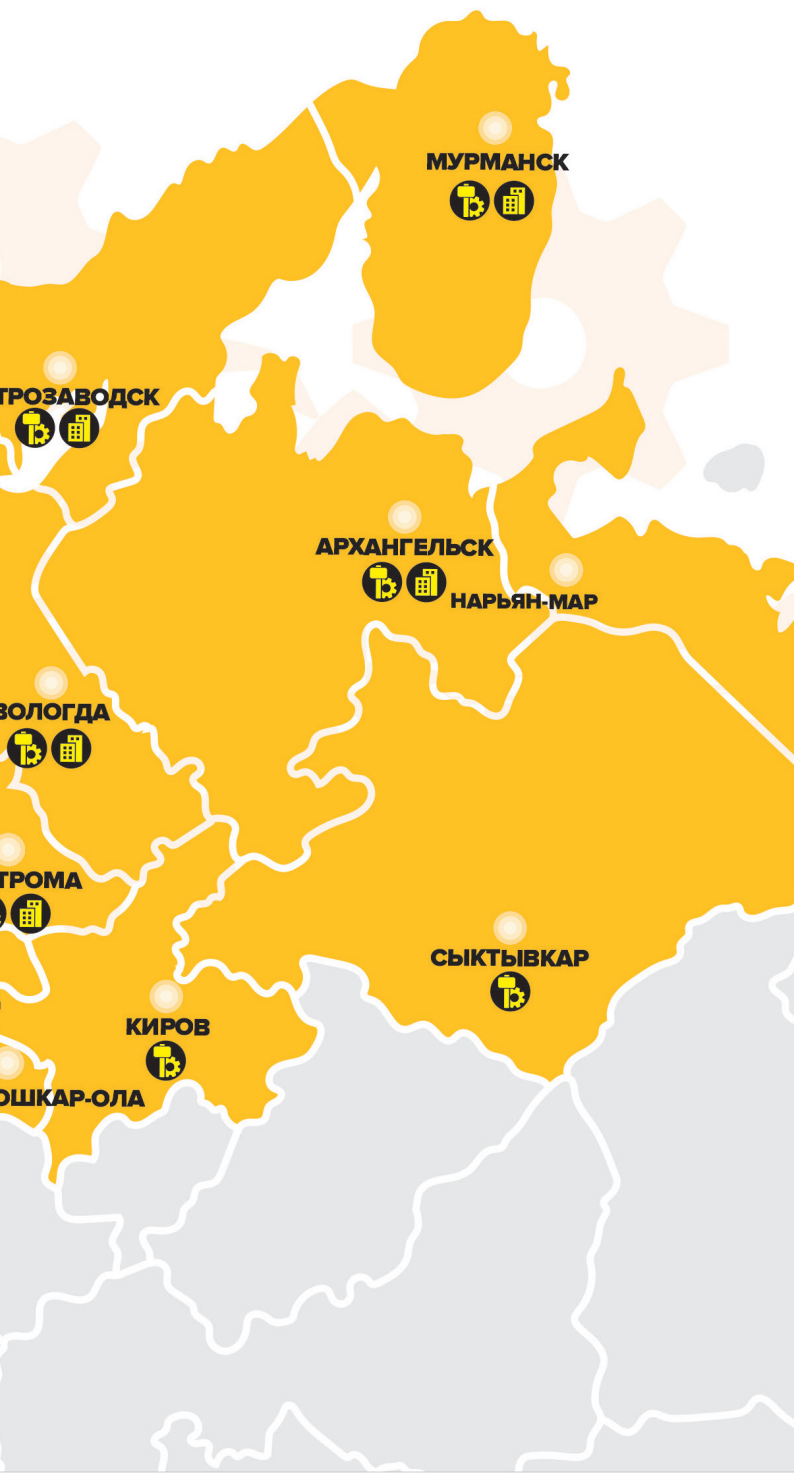 МУРМАНСК
ТРОЗАВОДСК
АРХАНГЕЛЬСК
НАРЬЯН-МАР
ВОЛОГДА
ТРОМА
СЫКТЫВКАР
КИРОВ
ОШКАР-ОЛА